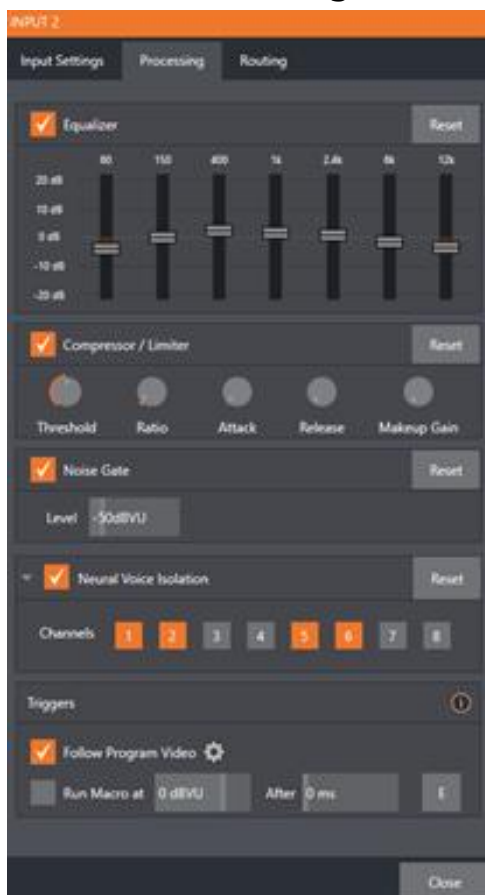 INPUT 2
Input Settings Processing Routing
Equalizer Reset
60 150 400 1k 2.4k 6k 12k
20 dB
10 dB
0 dB
-10 dB
-20 dB
Compressor / Limiter Reset
Threshold Ratio Attack Release Makeup Gain
Noise Gate Reset
Level -50dBVU
Neural Voice Isolation Reset
Channels 1 2 3 4 5 6 7 8
Triggers
Follow Program Video
Run Macro at 0 dBVU After 0 ms E
Close